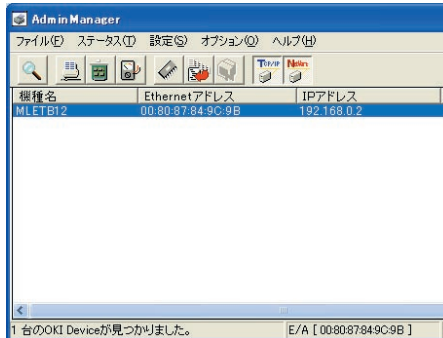 AdminManager
ファイル(F) ステータス(T) 設定(S) オプション(O) ヘルプ(H)
TCP/IP
機種名 Ethernetアドレス IPアドレス
MLETB12 00:80:87:84:9C:9B 192.168.0.2
1 台のOKI Deviceが見つかりました。 E/A [ 00:80:87:84:9C:9B ]